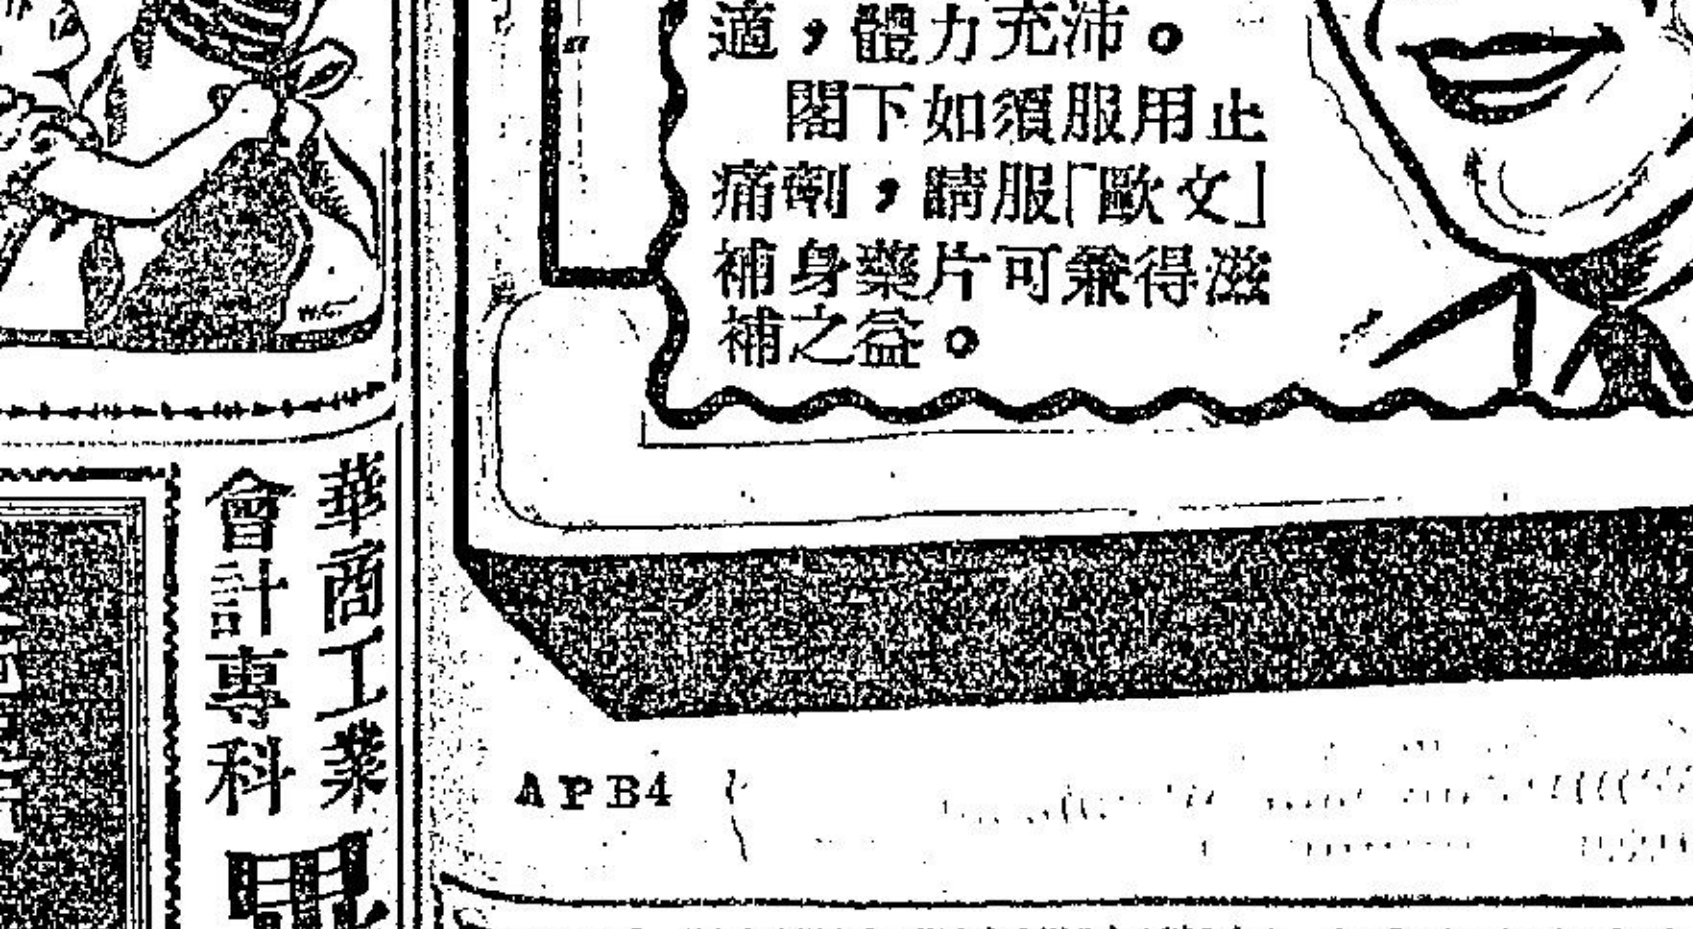 適，體力充沛。
閣下如須服用止
痛劑，請服「歐文」
補身藥片可兼得滋
補之益。
APB4
華商工業
會計專科
W.C.